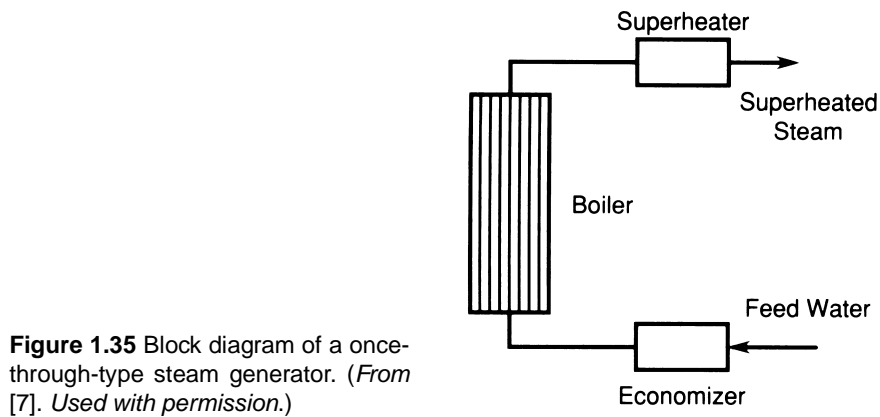 Superheater
Superheated
Steam
Boiler
Feed Water
Economizer
Figure 1.35 Block diagram of a once-
through-type steam generator. (From
[7]. Used with permission.)